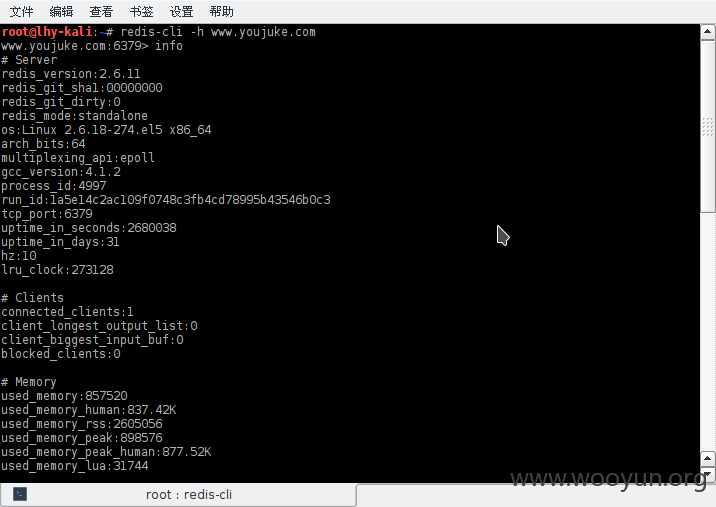 文件 编辑 查看 书签 设置 帮助
root@lhy-kali:~# redis-cli -h www.youjuke.com
www.youjuke.com:6379> info
# Server
redis_version:2.6.11
redis_git_sha1:00000000
redis_git_dirty:0
redis_mode:standalone
os:Linux 2.6.18-274.el5 x86_64
arch_bits:64
multiplexing_api:epoll
gcc_version:4.1.2
process_id:4997
run_id:1a5e14c2ac109f0748c3fb4cd78995b43546b0c3
tcp_port:6379
uptime_in_seconds:2680038
uptime_in_days:31
hz:10
lru_clock:273128
# Clients
connected_clients:1
client_longest_output_list:0
client_biggest_input_buf:0
blocked_clients:0
# Memory
used_memory:857520
used_memory_human:837.42K
used_memory_rss:2605056
used_memory_peak:898576
used_memory_peak_human:877.52K
used_memory_lua:31744
www.wooyun.org
root : redis-cli